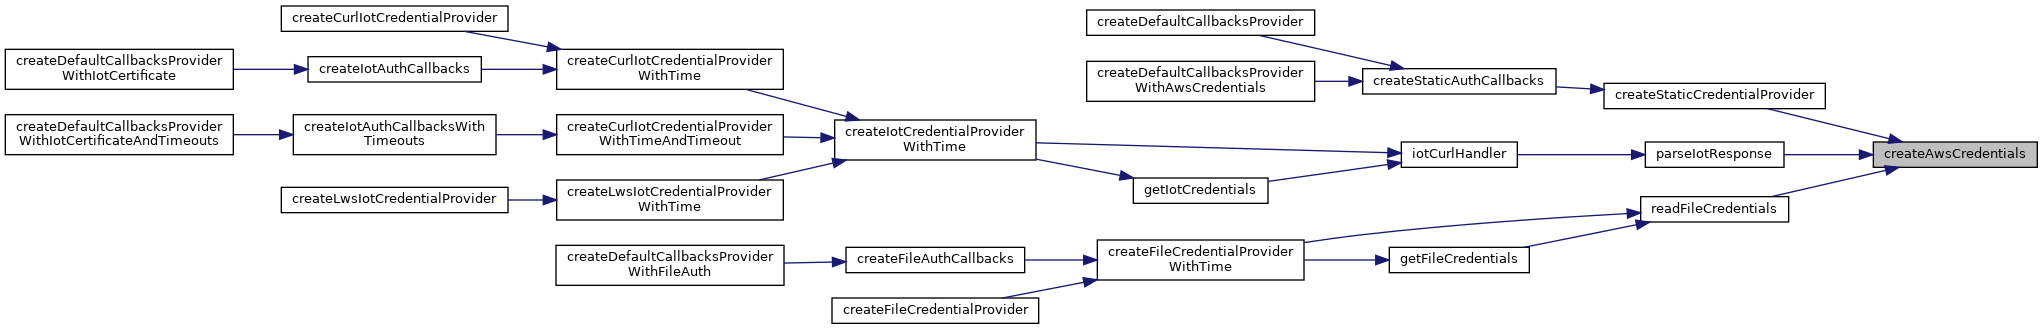 createCurlIotCredentialProvider
createDefaultCallbacksProvider
WithIotCertificate
createIotAuthCallbacks
createCurlIotCredentialProvider
WithTime
createDefaultCallbacksProvider
WithIotCertificateAndTimeouts
createIotAuthCallbacksWith
Timeouts
createCurlIotCredentialProvider
WithTimeAndTimeout
createLwsIotCredentialProvider
createLwsIotCredentialProvider
WithTime
createIotCredentialProvider
WithTime
createDefaultCallbacksProvider
createDefaultCallbacksProvider
WithAwsCredentials
createStaticAuthCallbacks
createStaticCredentialProvider
iotCurlHandler
parseIotResponse
createAwsCredentials
getIotCredentials
readFileCredentials
createDefaultCallbacksProvider
WithFileAuth
createFileAuthCallbacks
createFileCredentialProvider
WithTime
getFileCredentials
createFileCredentialProvider